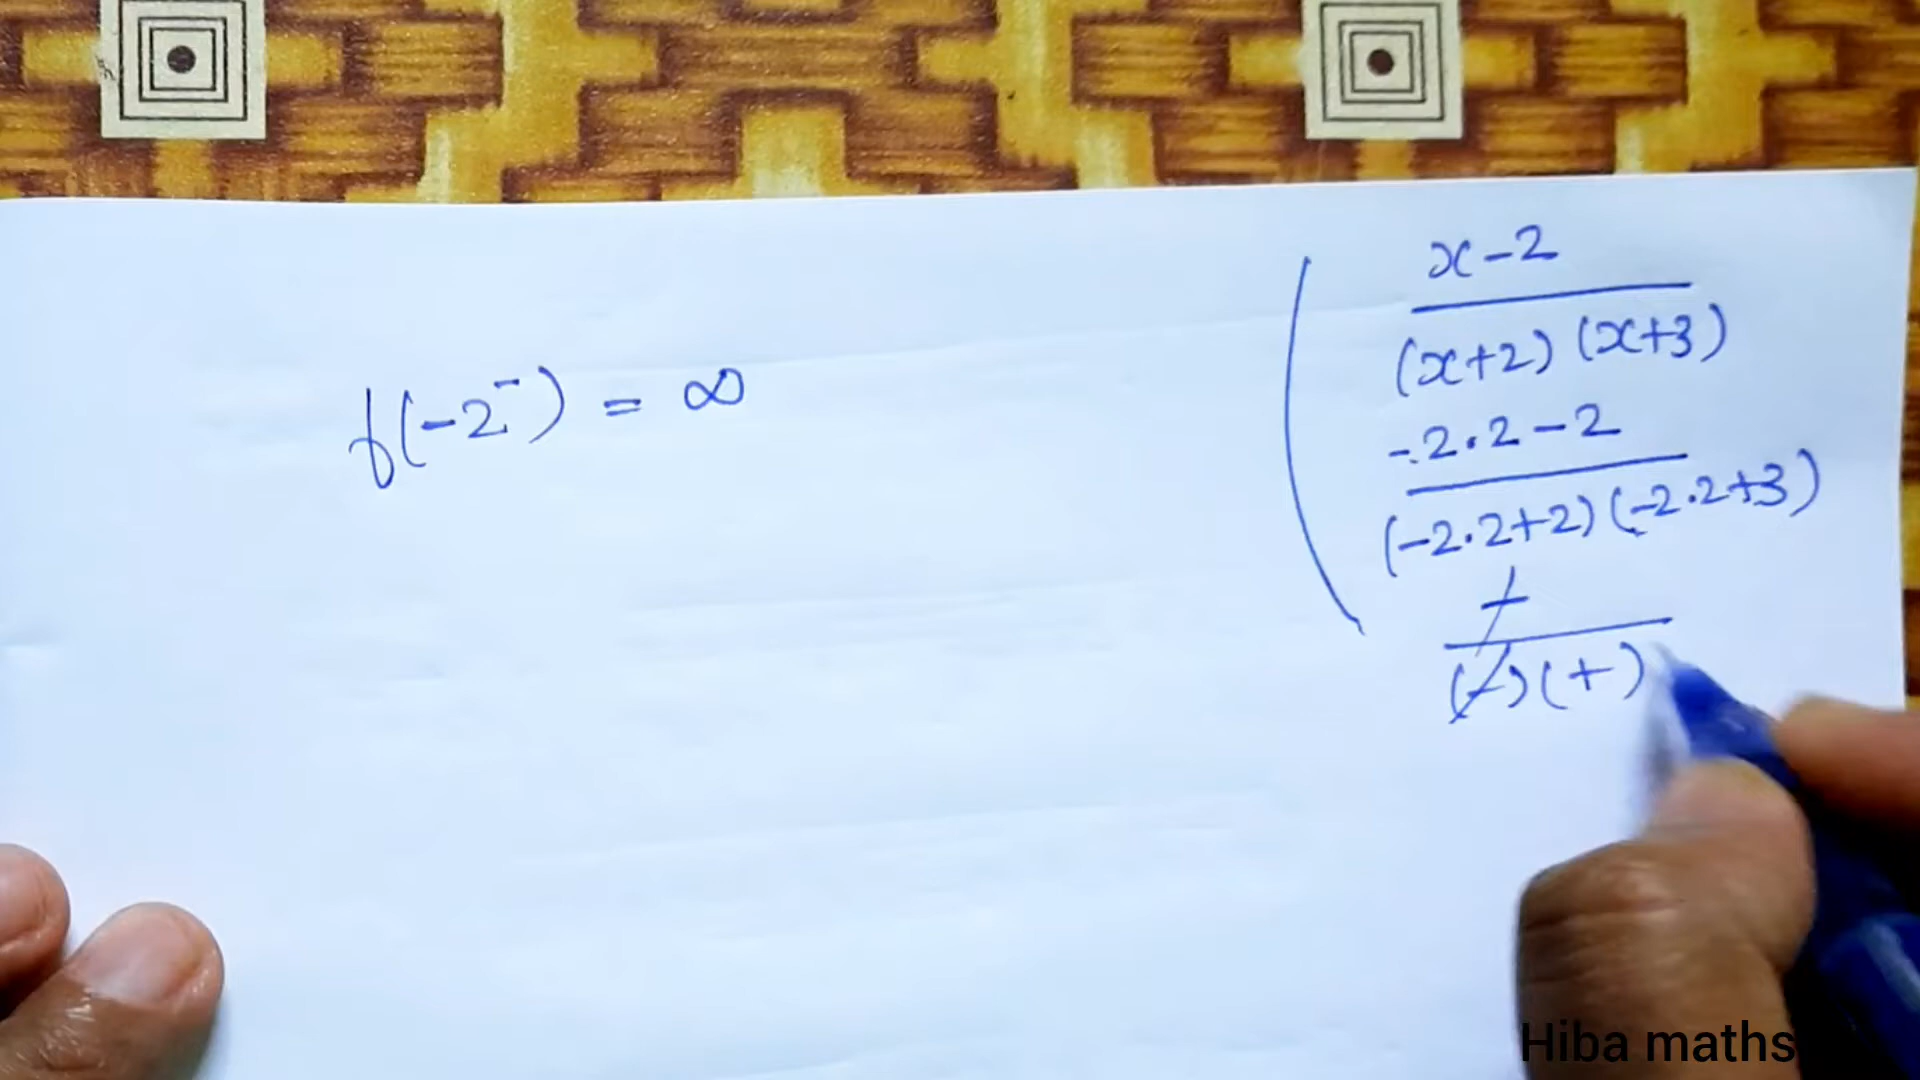 f(-2⁻) = ∞
x-2
(x+2) (x+3)
-2.2-2
(-2.2+2) (-2.2+3)
-
(-) (+)
Hiba maths